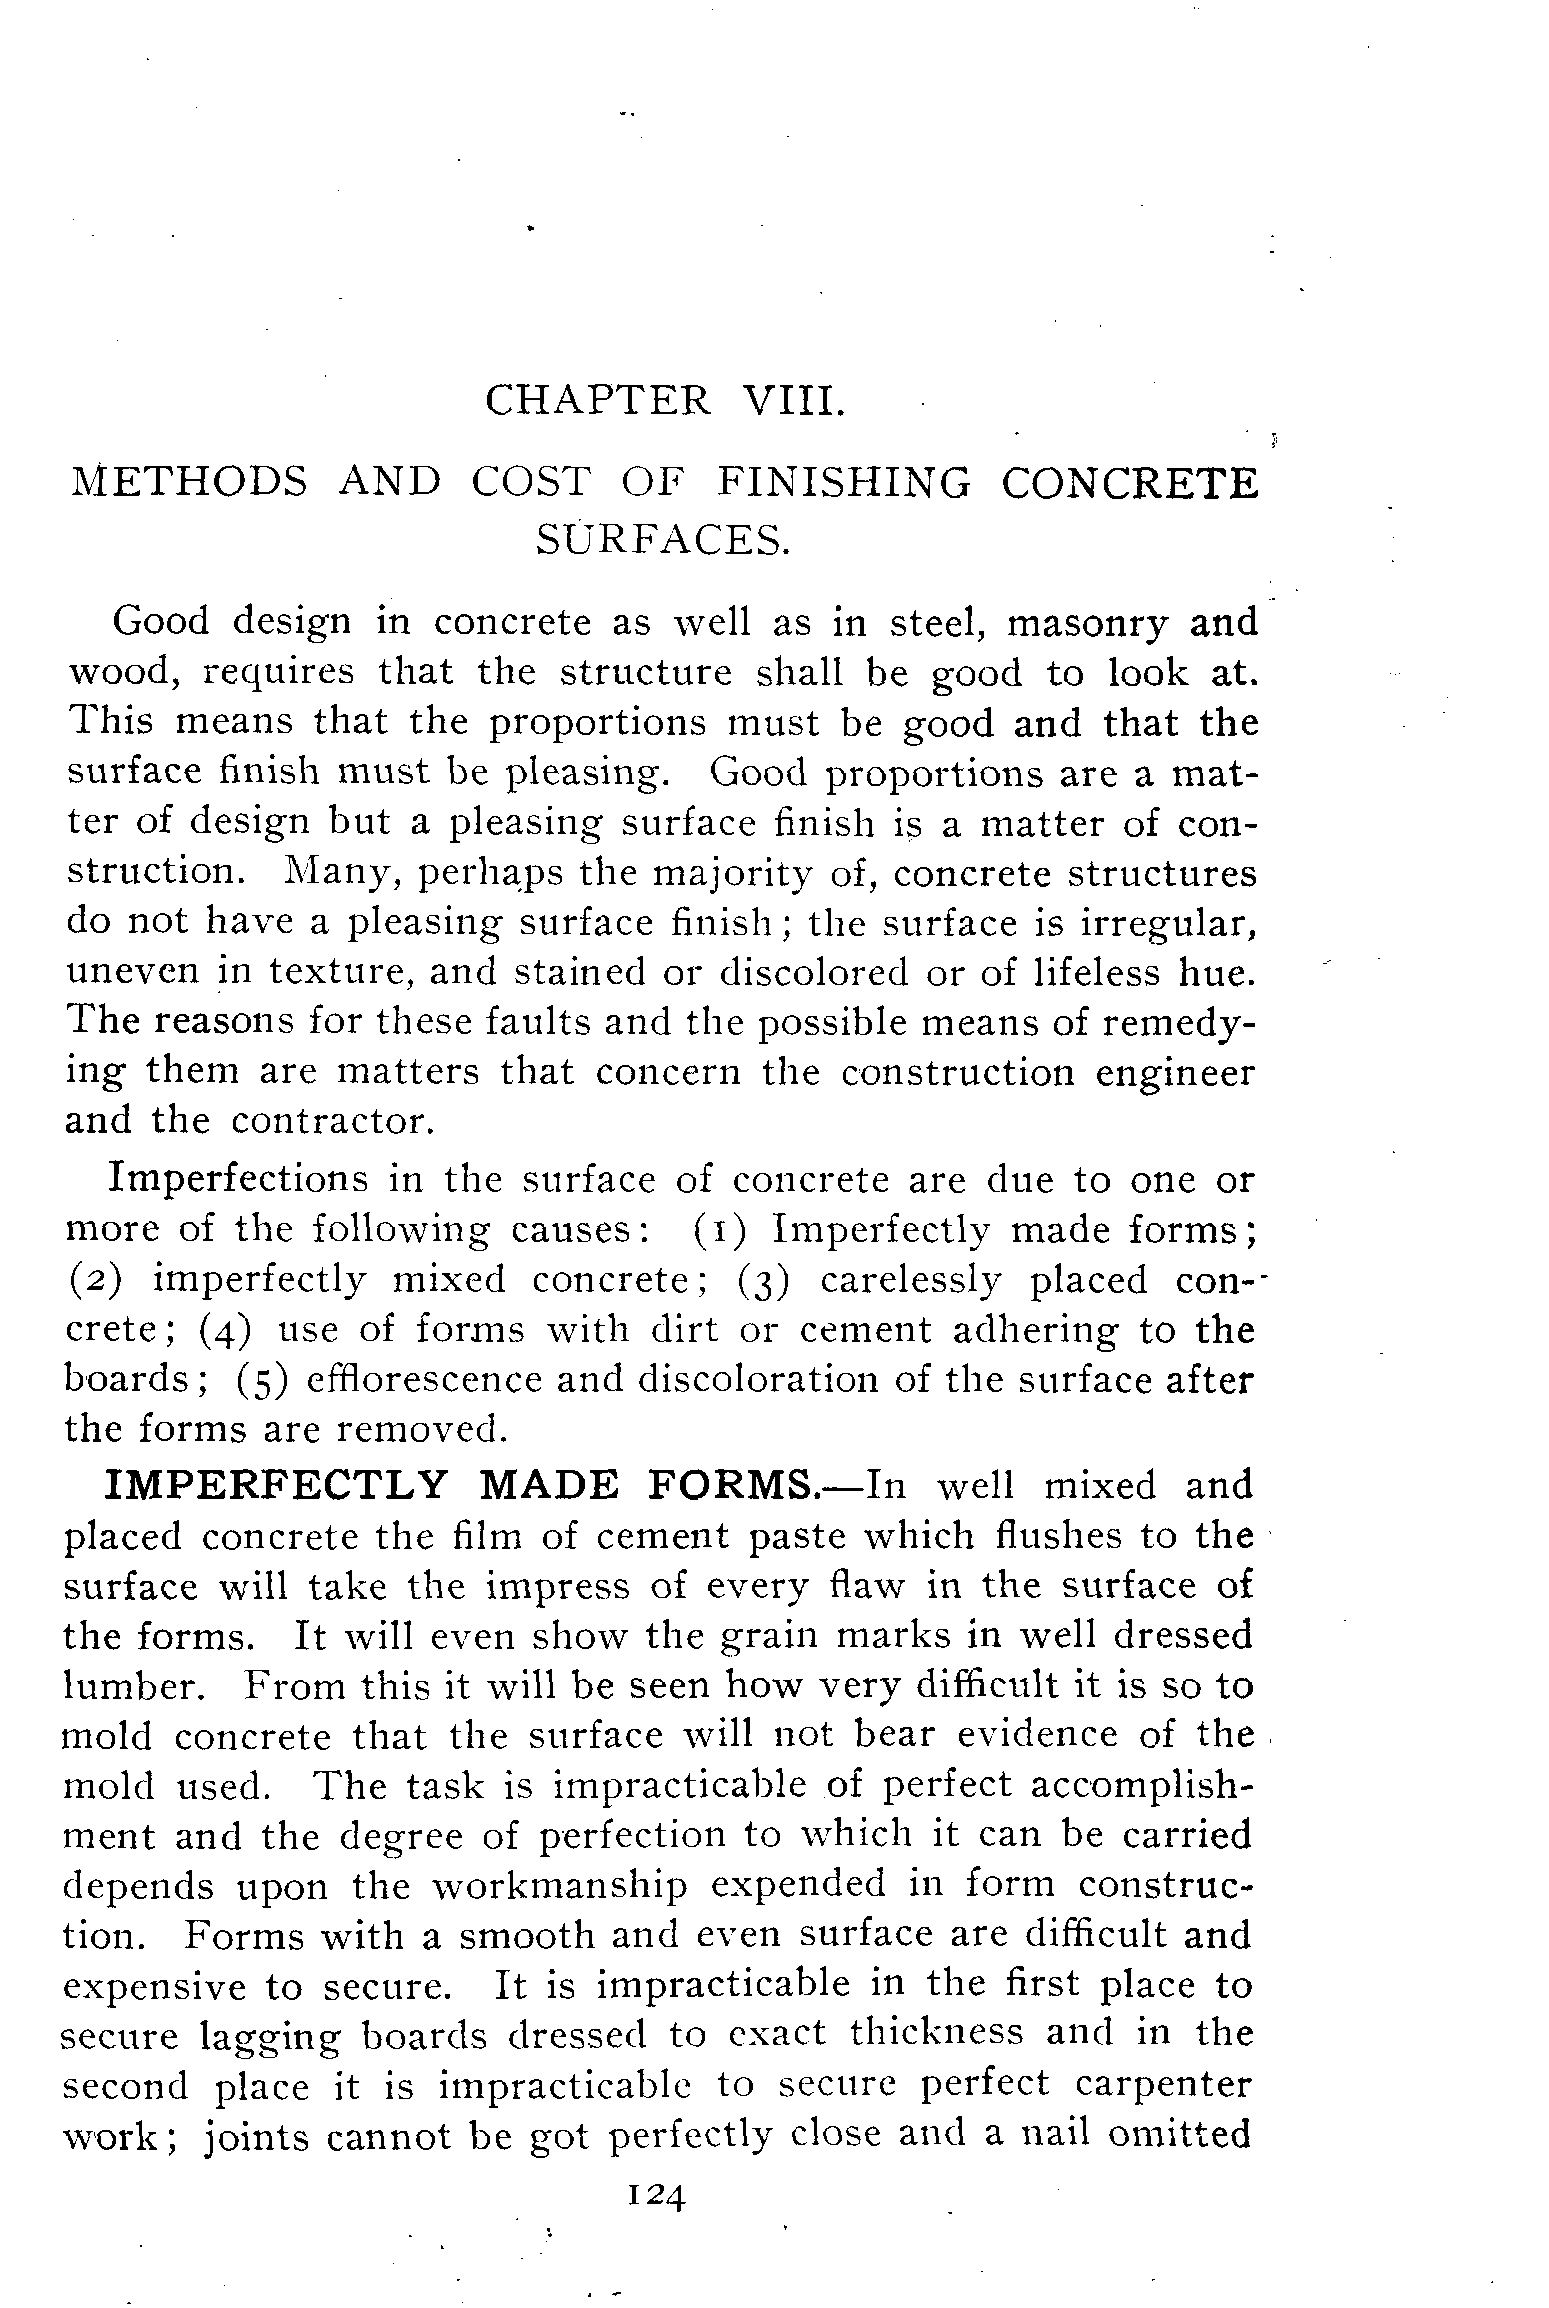 CHAPTER VIII.
METHODS AND COST OF FINISHING CONCRETE
SURFACES.
Good design in concrete as well as in steel, masonry and
wood, requires that the structure shall be good to look at.
This means that the proportions must be good and that the
surface finish must be pleasing. Good proportions are a mat-
ter of design but a pleasing surface finish is a matter of con-
struction. Many, perhaps the majority of, concrete structures
do not have a pleasing surface finish; the surface is irregular,
uneven in texture, and stained or discolored or of lifeless hue.
The reasons for these faults and the possible means of remedy-
ing them are matters that concern the construction engineer
and the contractor.
Imperfections in the surface of concrete are due to one or
more of the following causes: (1) Imperfectly made forms;
(2) imperfectly mixed concrete; (3) carelessly placed con-
crete; (4) use of forms with dirt or cement adhering to the
boards; (5) efflorescence and discoloration of the surface after
the forms are removed.
IMPERFECTLY MADE FORMS.—In well mixed and
placed concrete the film of cement paste which flushes to the
surface will take the impress of every flaw in the surface of
the forms. It will even show the grain marks in well dressed
lumber. From this it will be seen how very difficult it is so to
mold concrete that the surface will not bear evidence of the
mold used. The task is impracticable of perfect accomplish-
ment and the degree of perfection to which it can be carried
depends upon the workmanship expended in form construc-
tion. Forms with a smooth and even surface are difficult and
expensive to secure. It is impracticable in the first place to
secure lagging boards dressed to exact thickness and in the
second place it is impracticable to secure perfect carpenter
work; joints cannot be got perfectly close and a nail omitted
124